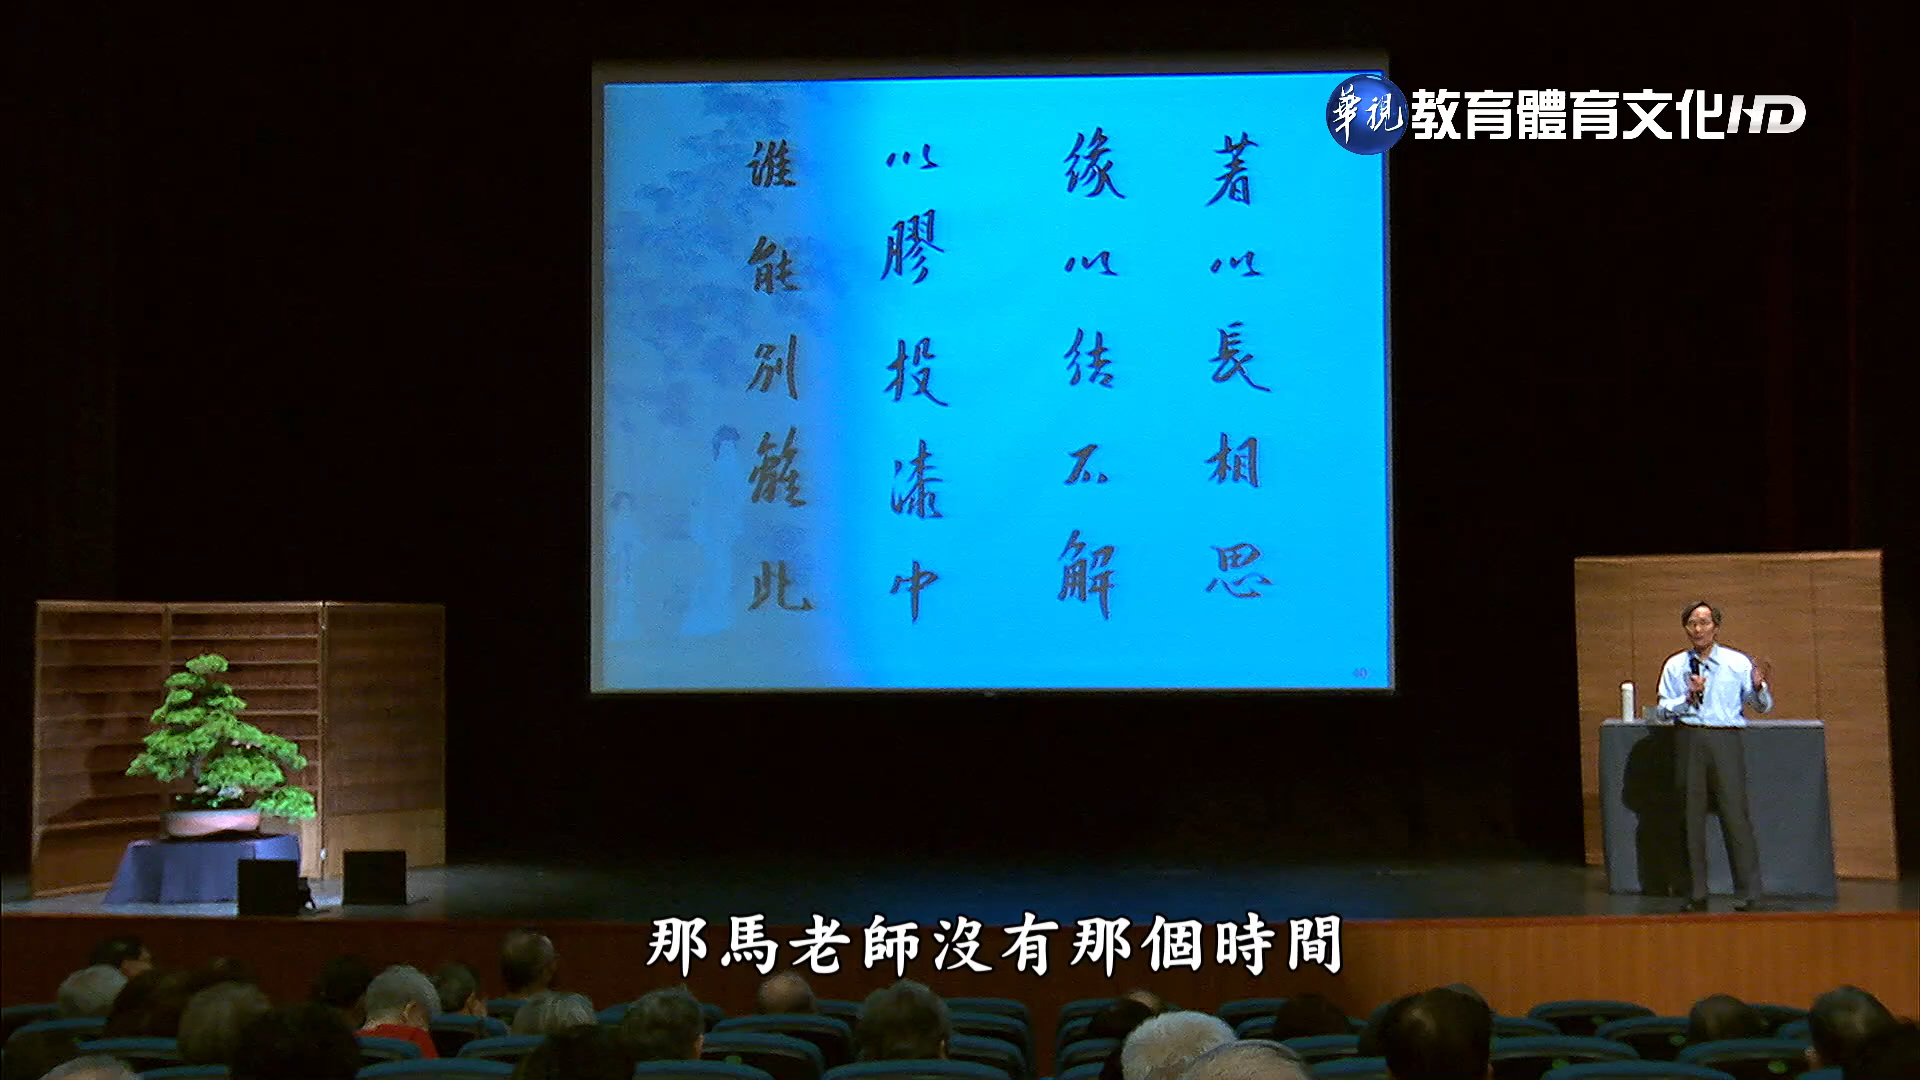 華視 教育體育文化HD
著以長相思
緣以結不解
以膠投漆中
誰能別離此
40
那馬老師沒有那個時間